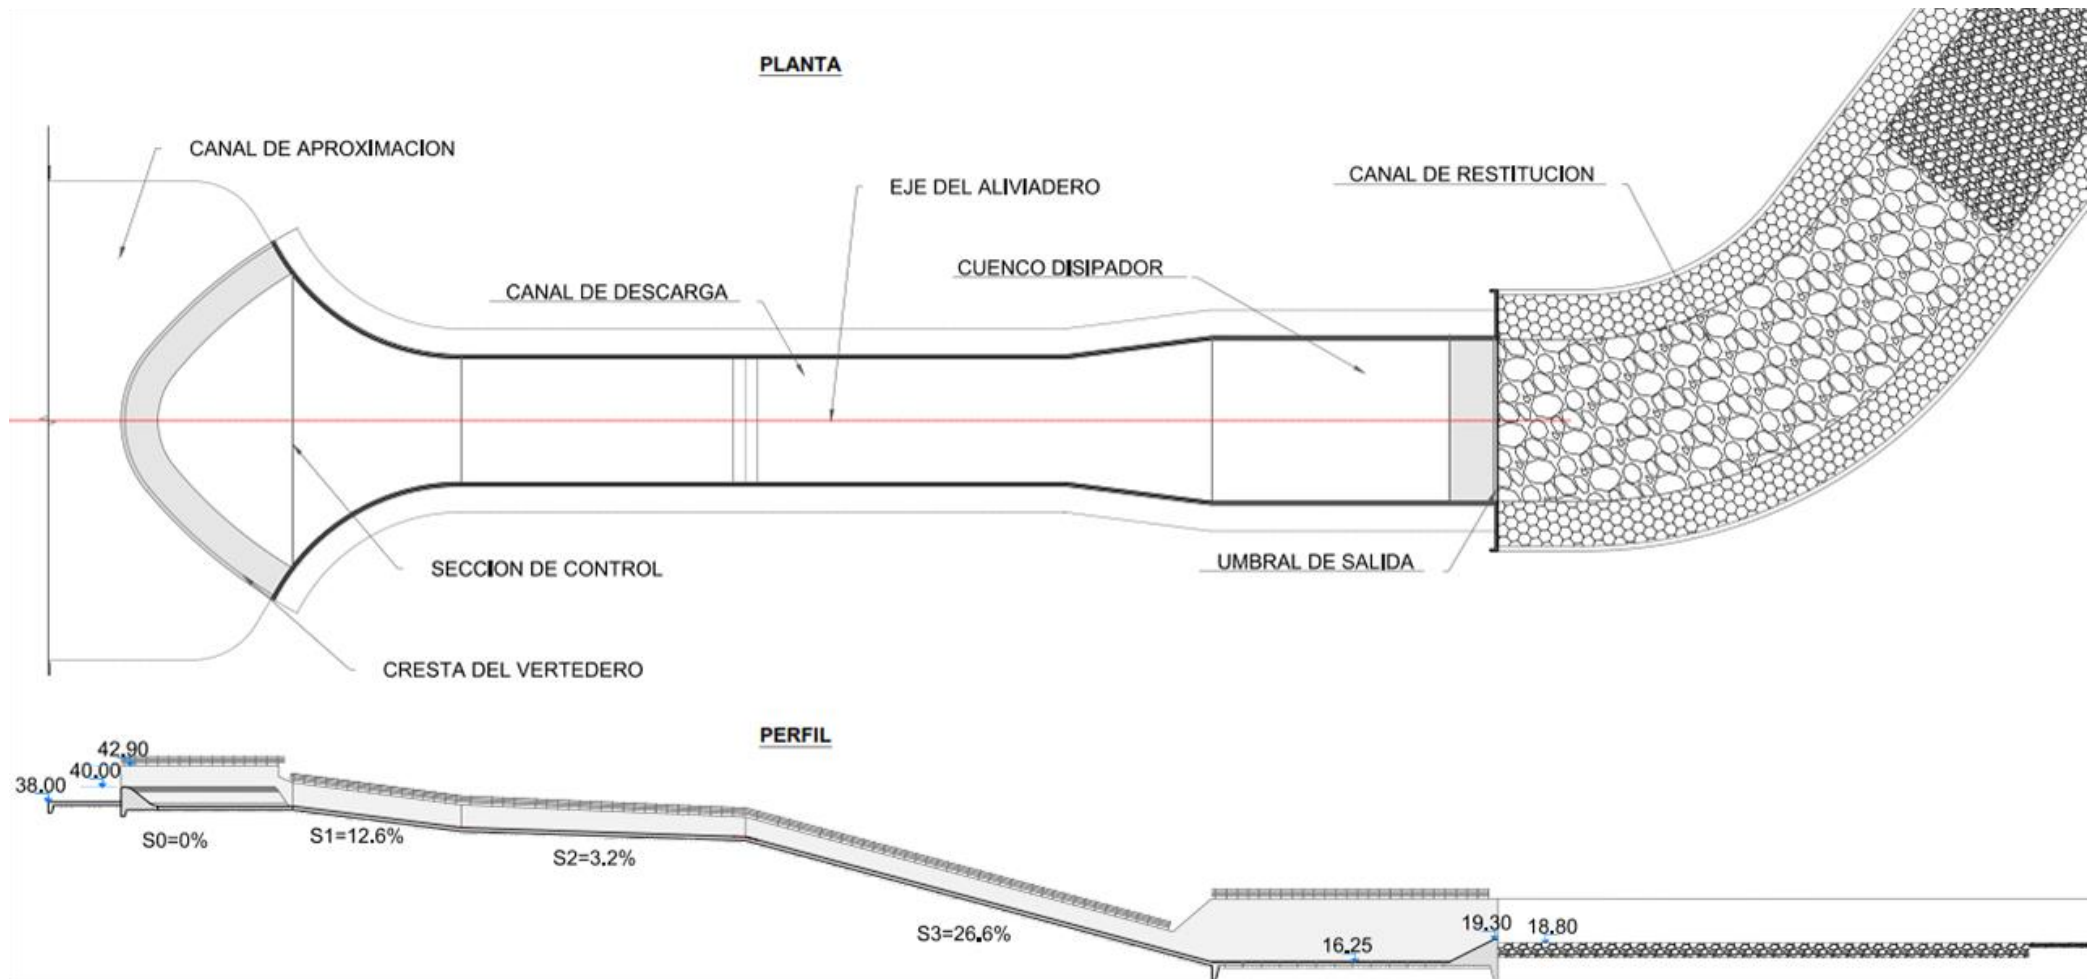 PLANTA
CANAL DE APROXIMACION
EJE DEL ALIVIADERO
CANAL DE RESTITUCION
CUENCO DISIPADOR
CANAL DE DESCARGA
SECCION DE CONTROL
UMBRAL DE SALIDA
CRESTA DEL VERTEDERO
PERFIL
42.90
40.00
38.00
S0=0%
S1=12.6%
S2=3.2%
S3=26.6%
16.25
19.30
18.80